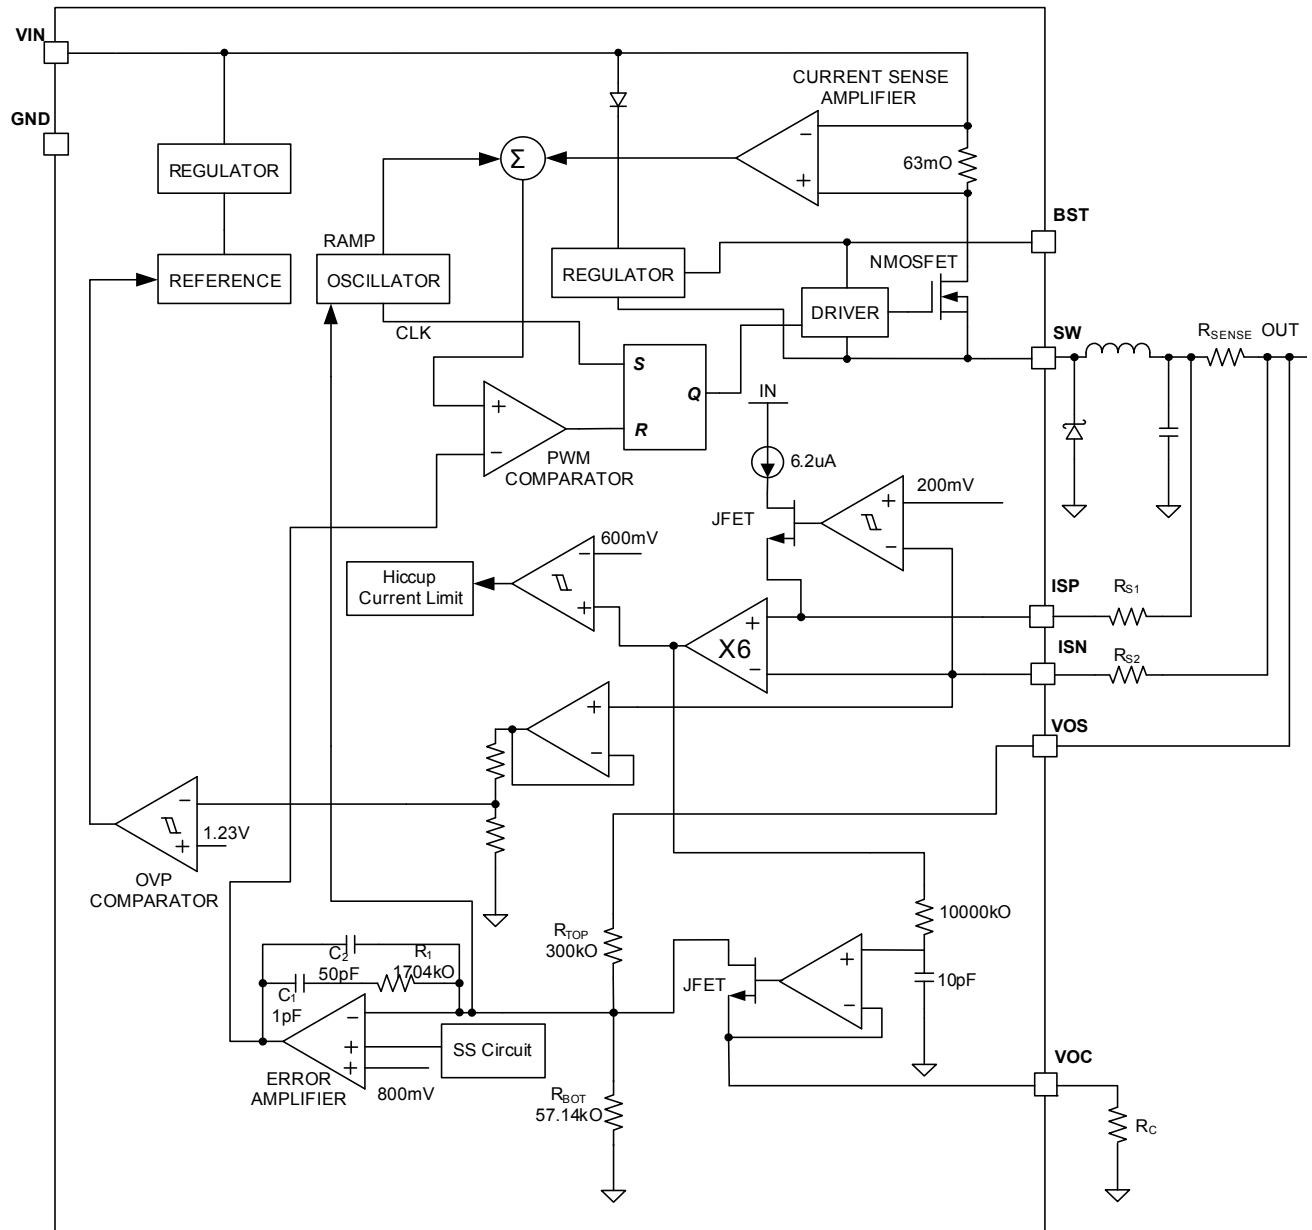 VIN
GND
CURRENT SENSE
AMPLIFIER
−
+
63mO
Σ
REGULATOR
RAMP
REFERENCE
OSCILLATOR
CLK
REGULATOR
BST
NMOSFET
DRIVER
SW
RSENSE OUT
S
Q
R
+
−
PWM
COMPARATOR
IN
6.2uA
JFET
+
200mV
−
600mV
−
+
Hiccup
Current Limit
ISP
RS1
+
X6
−
ISN
RS2
VOS
+
−
−
1.23V
+
OVP
COMPARATOR
10000kO
RTOP
300kO
C2
50pF
R1
1704kO
C1
1pF
JFET
+
−
10pF
−
+
+
SS Circuit
800mV
ERROR
AMPLIFIER
RBOT
57.14kO
VOC
RC